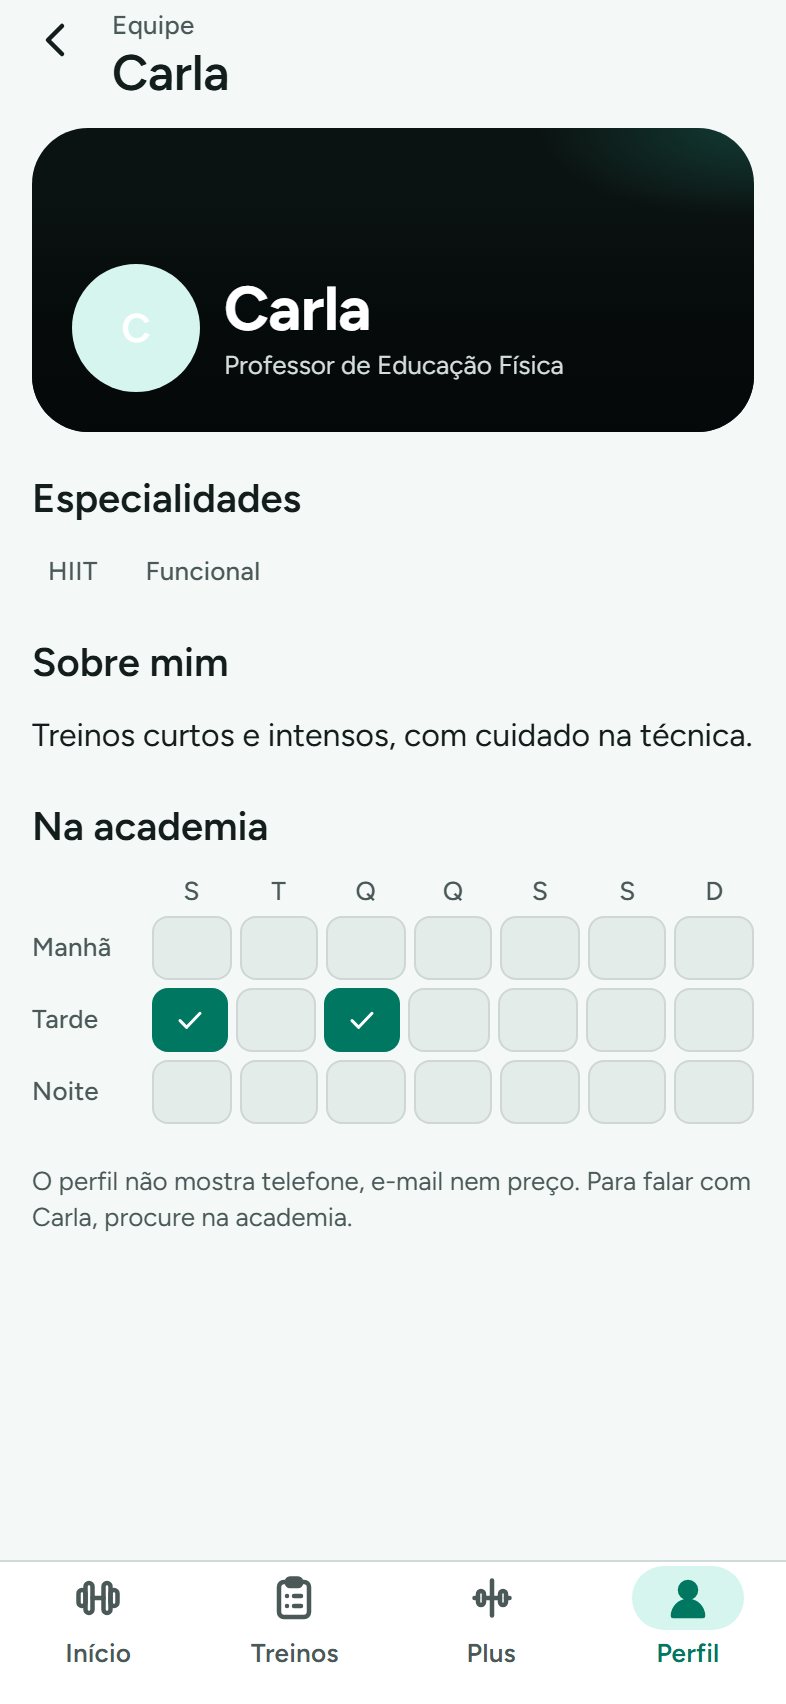 Equipe
Carla
C
Carla
Professor de Educação Física
Especialidades
HIIT Funcional
Sobre mim
Treinos curtos e intensos, com cuidado na técnica.
Na academia
S T Q Q S S D
Manhã
Tarde
Noite
O perfil não mostra telefone, e-mail nem preço. Para falar com
Carla, procure na academia.
Início Treinos Plus Perfil